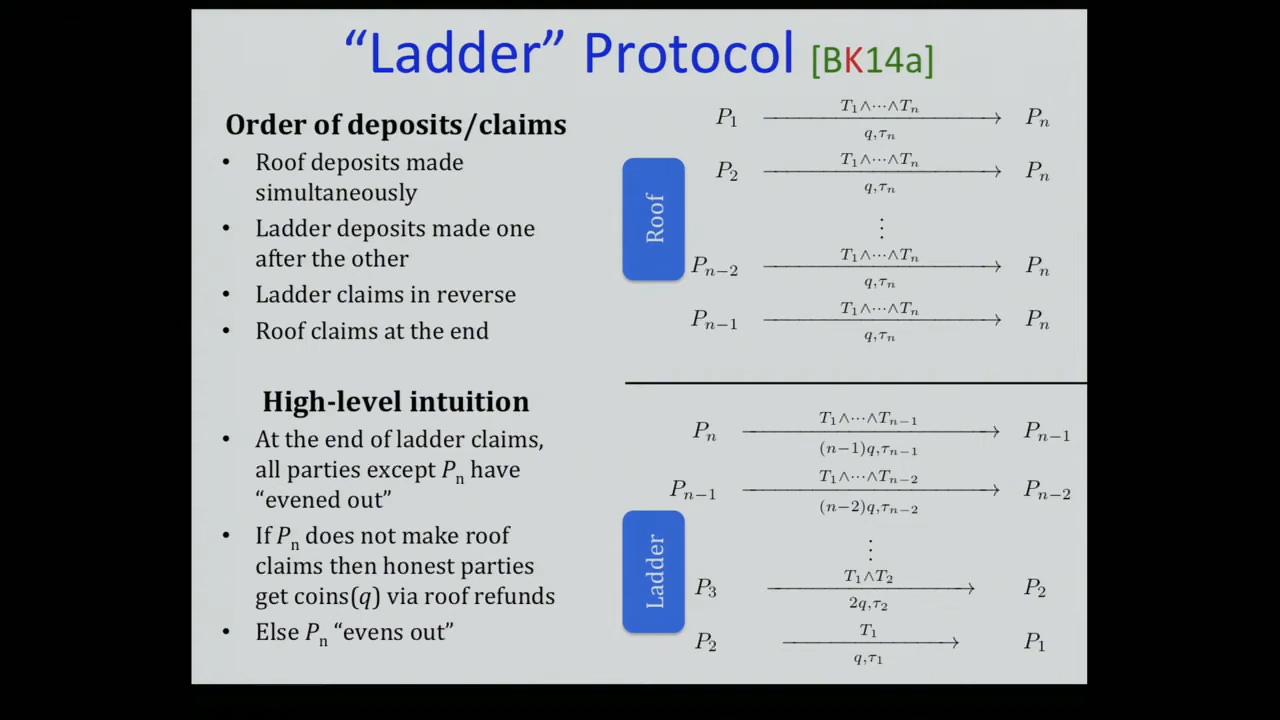 “Ladder” Protocol [BK14a]
Order of deposits/claims
• Roof deposits made
simultaneously
• Ladder deposits made one
after the other
• Ladder claims in reverse
• Roof claims at the end
High-level intuition
• At the end of ladder claims,
all parties except Pₙ have
“evened out”
• If Pₙ does not make roof
claims then honest parties
get coins(q) via roof refunds
• Else Pₙ “evens out”
Roof
P₁ T₁∧⋯∧Tₙ Pₙ
q,τₙ
P₂ T₁∧⋯∧Tₙ Pₙ
q,τₙ
⋮
Pₙ₋₂ T₁∧⋯∧Tₙ Pₙ
q,τₙ
Pₙ₋₁ T₁∧⋯∧Tₙ Pₙ
q,τₙ
Ladder
Pₙ T₁∧⋯∧Tₙ₋₁ Pₙ₋₁
(n−1)q,τₙ₋₁
Pₙ₋₁ T₁∧⋯∧Tₙ₋₂ Pₙ₋₂
(n−2)q,τₙ₋₂
⋮
P₃ T₁∧T₂ P₂
2q,τ₂
P₂ T₁ P₁
q,τ₁